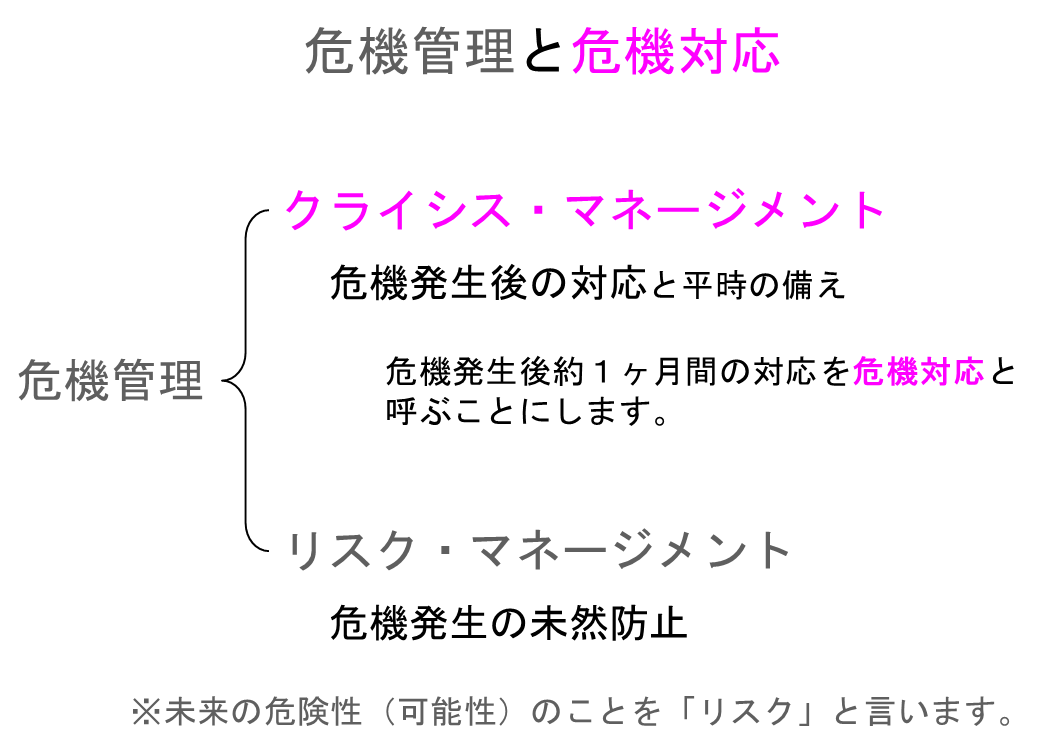 危機管理と危機対応
クライシス・マネージメント
危機発生後の対応と平時の備え
危機管理
危機発生後約１ヶ月間の対応を危機対応と
呼ぶことにします。
リスク・マネージメント
危機発生の未然防止
※未来の危険性（可能性）のことを「リスク」と言います。